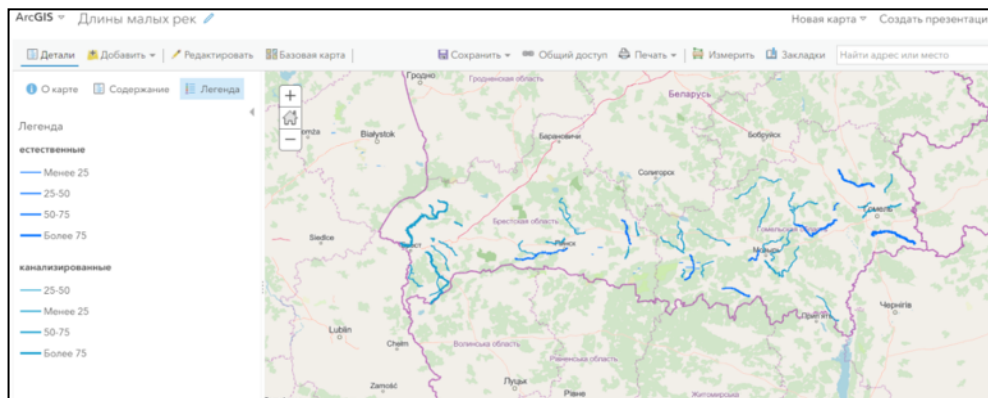 ArcGIS Длины малых рек Новая карта Создать презентаци
Детали Добавить Редактировать Базовая карта Сохранить Общий доступ Печать Измерить Закладки Найти адрес или место
О карте Содержание Легенда
Легенда
естественные
Менее 25
25-50
50-75
Более 75
канализированные
25-50
Менее 25
50-75
Более 75
Гродно
Гродненская область
Беларусь
Białystok
Барановичи
Бобруйск
Солигорск
Siedlce
Брестская область
Гомель
Гомельская область
Брест
Пинск
Мозырь
Lublin
Chełm
Волинська область
Рівненська область
Чернігів
Zamość
Луцьк
Рівне
Житомирська